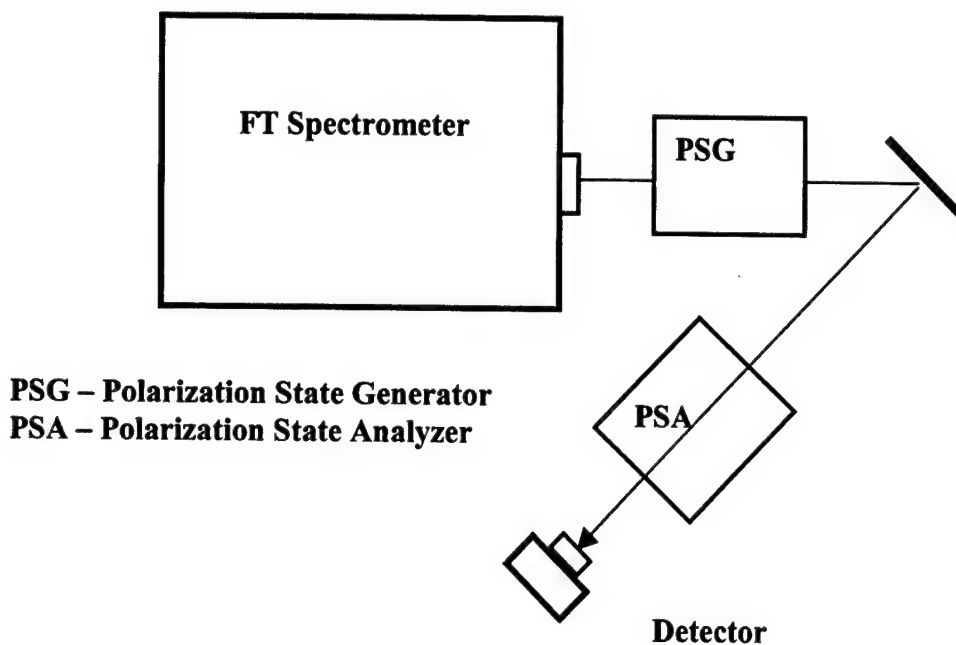 FT Spectrometer
PSG
PSG – Polarization State Generator
PSA – Polarization State Analyzer
PSA
Detector